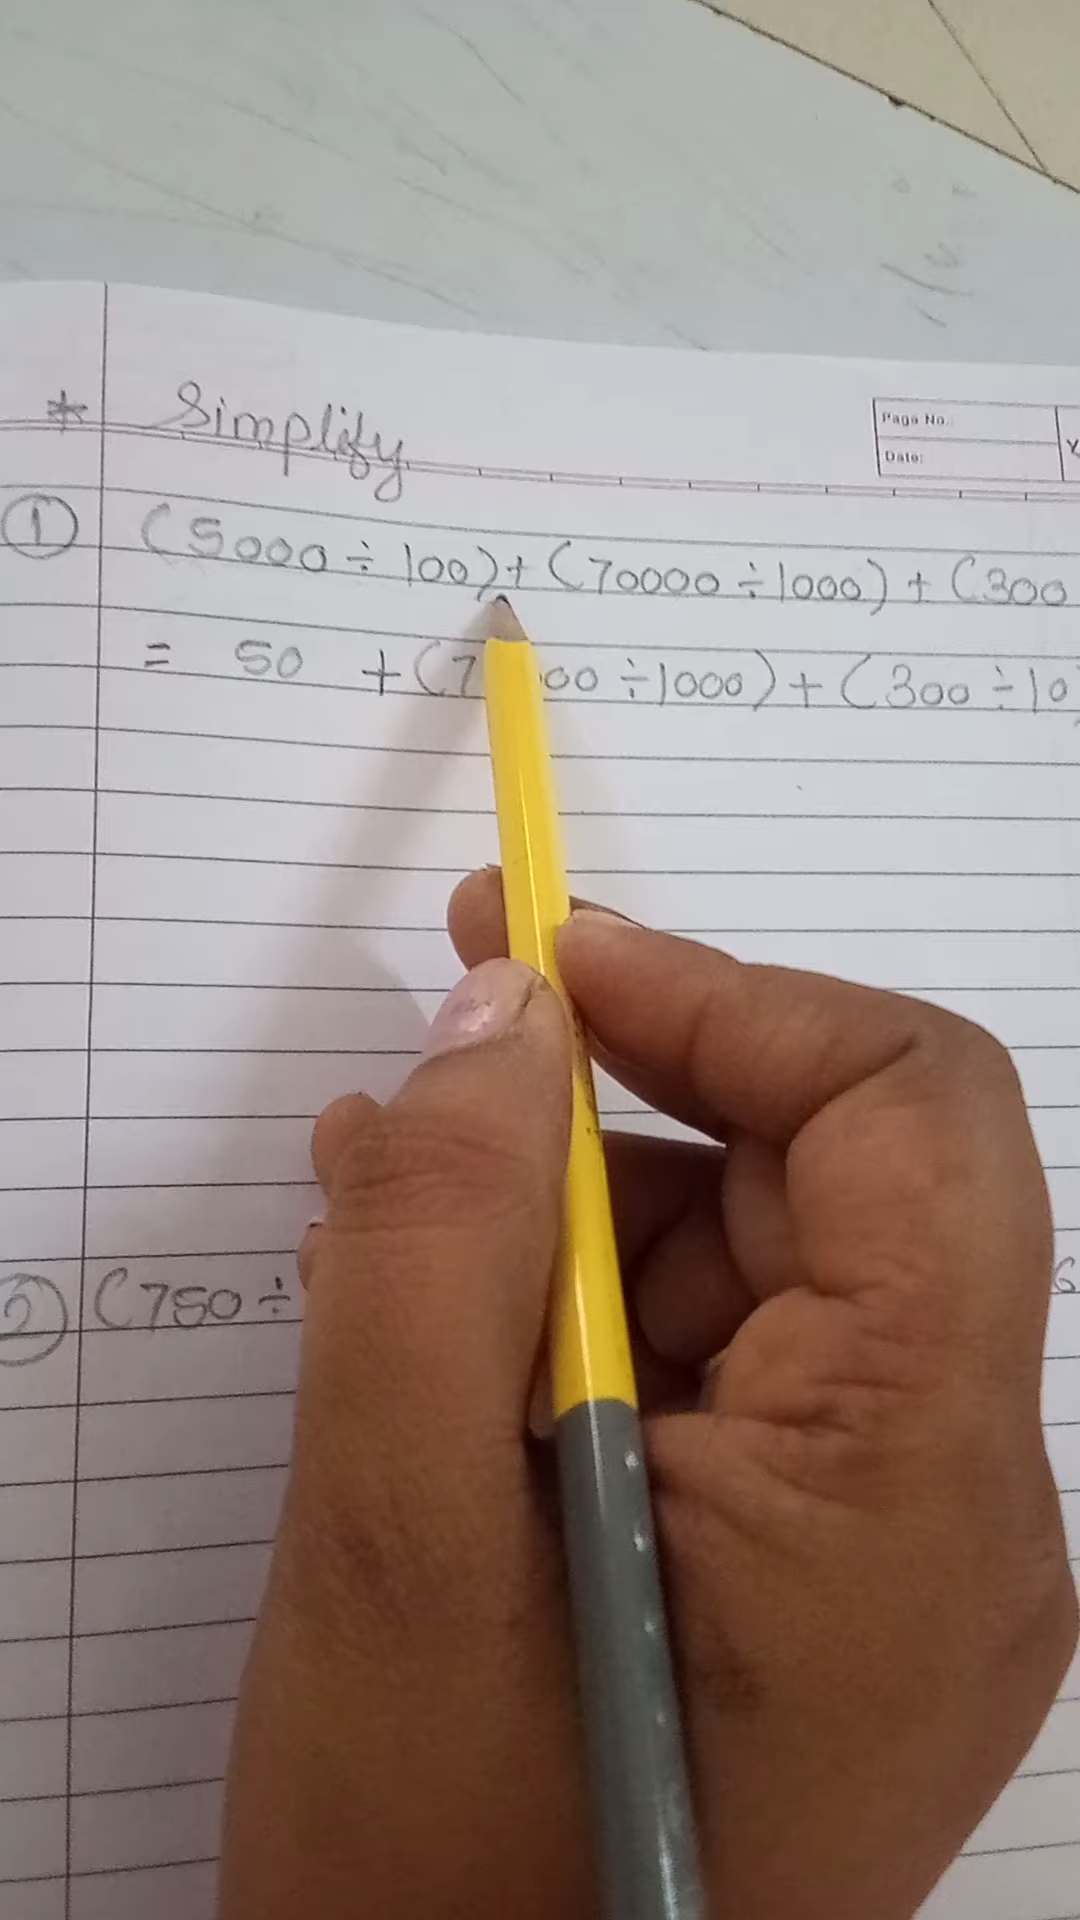 * Simplify
Page No.
Date:
① (5000 ÷ 100) + (70000 ÷ 1000) + (300
= 50 + (7 00 ÷ 1000) + (300 ÷ 10)
② (750 ÷